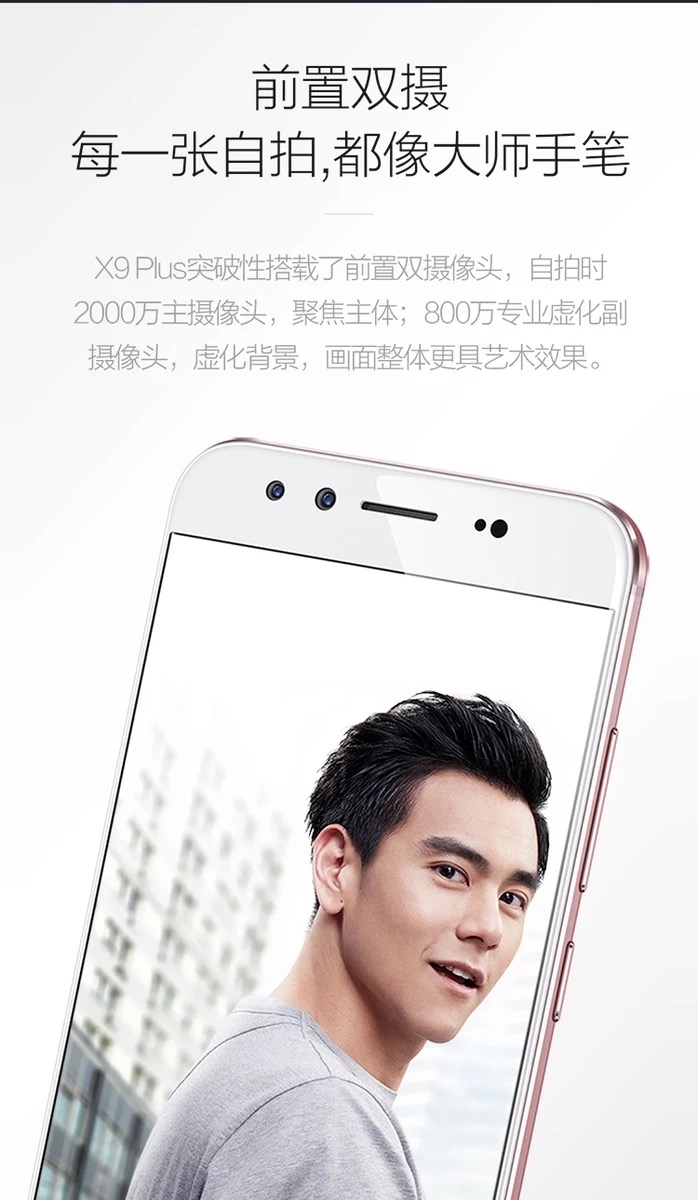 前置双摄
每一张自拍,都像大师手笔
X9 Plus突破性搭载了前置双摄像头，自拍时
2000万主摄像头，聚焦主体；800万专业虚化副
摄像头，虚化背景，画面整体更具艺术效果。